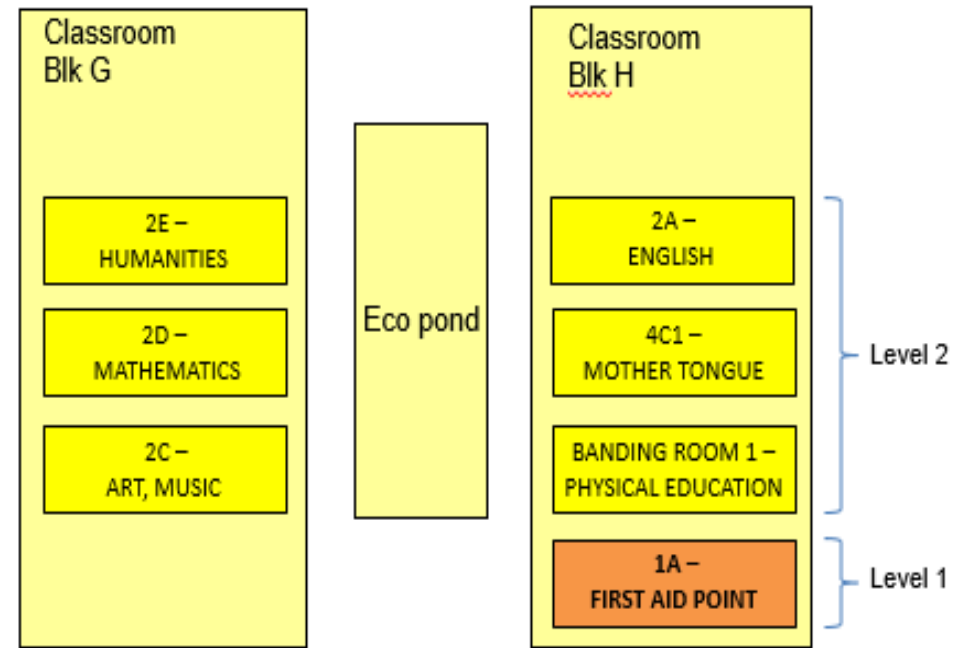 Classroom
Blk G
2E –
HUMANITIES
2D –
MATHEMATICS
2C –
ART, MUSIC
Eco pond
Classroom
Blk H
2A –
ENGLISH
4C1 –
MOTHER TONGUE
BANDING ROOM 1 –
PHYSICAL EDUCATION
1A –
FIRST AID POINT
Level 2
Level 1